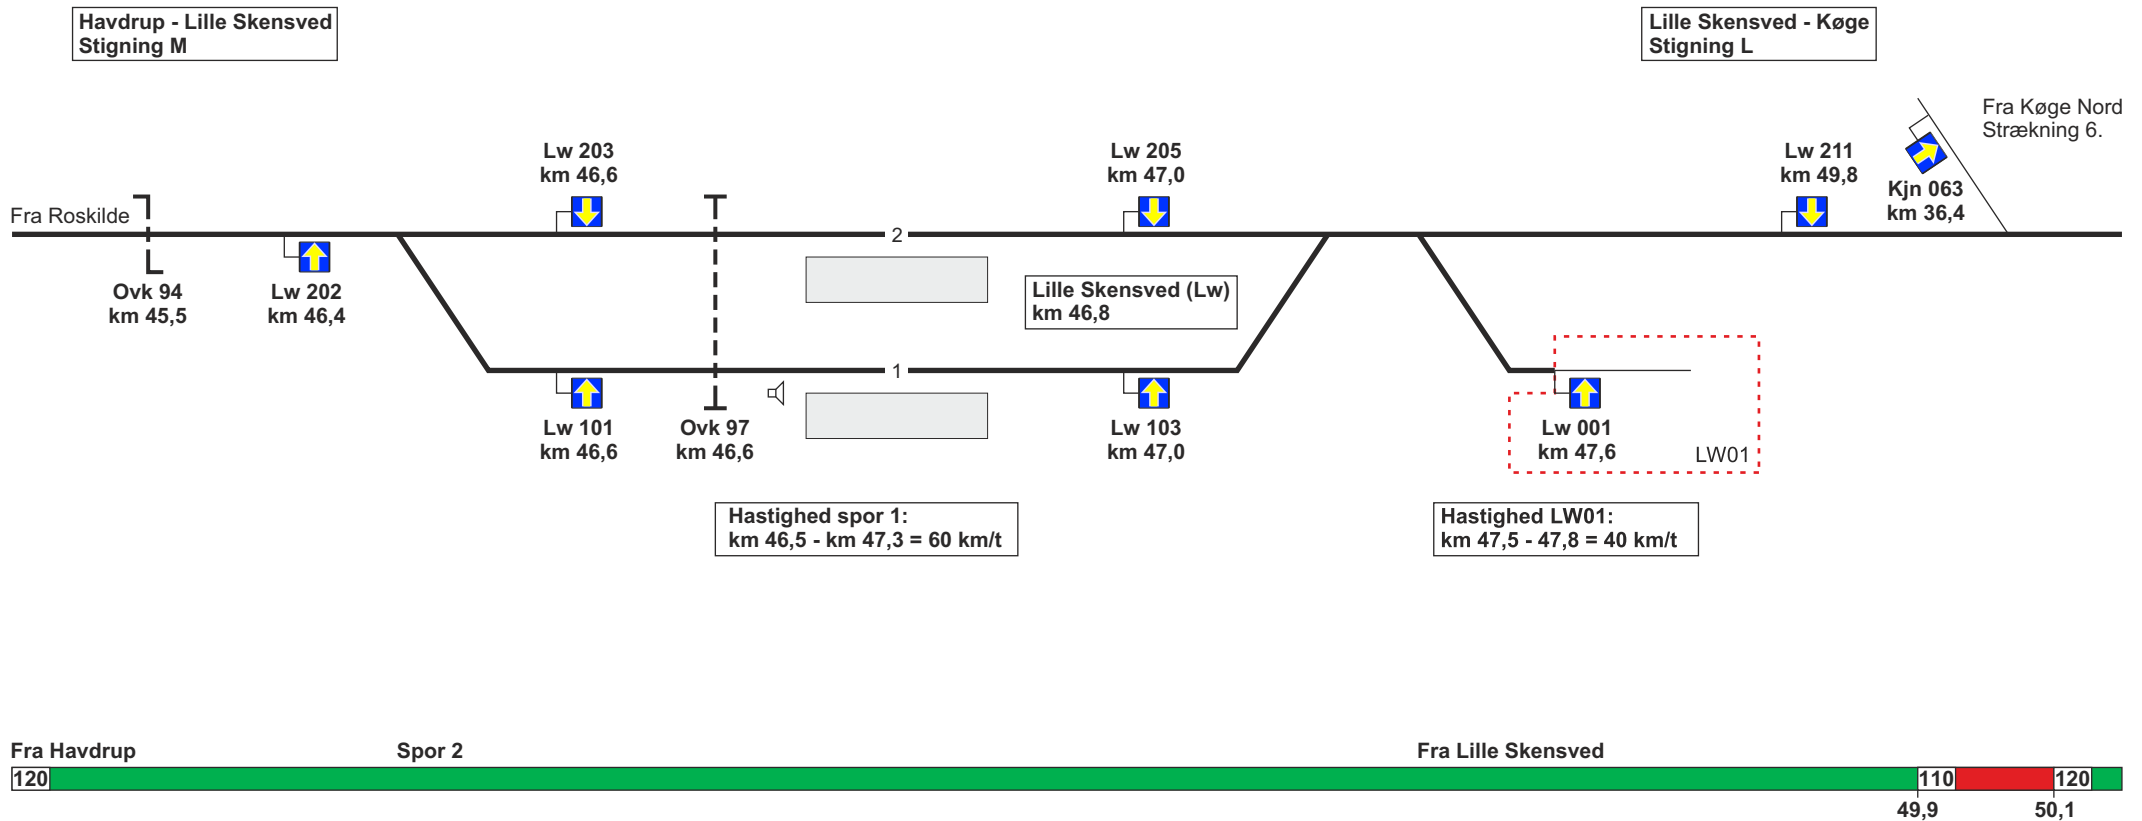 Havdrup - Lille Skensved
Stigning M
Lille Skensved - Køge
Stigning L
Fra Køge Nord
Strækning 6.
Lw 203
km 46,6
Lw 205
km 47,0
Lw 211
km 49,8
Kjn 063
km 36,4
Fra Roskilde
2
Ovk 94
km 45,5
Lw 202
km 46,4
Lille Skensved (Lw)
km 46,8
1
Lw 101
km 46,6
Ovk 97
km 46,6
Lw 103
km 47,0
Lw 001
km 47,6
LW01
Hastighed spor 1:
km 46,5 - km 47,3 = 60 km/t
Hastighed LW01:
km 47,5 - 47,8 = 40 km/t
Fra Havdrup
Spor 2
Fra Lille Skensved
120
110
120
49,9
50,1